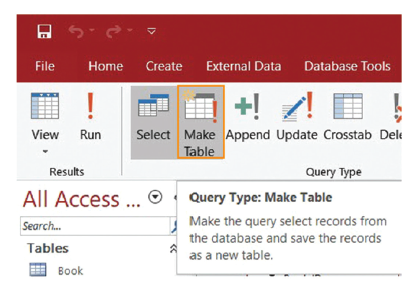 File Home Create External Data Database Tools
View Run Select Make Table Append Update Crosstab
Results Query Type
All Access ...
Search...
Tables
Book
Query Type: Make Table
Make the query select records from
the database and save the records
as a new table.